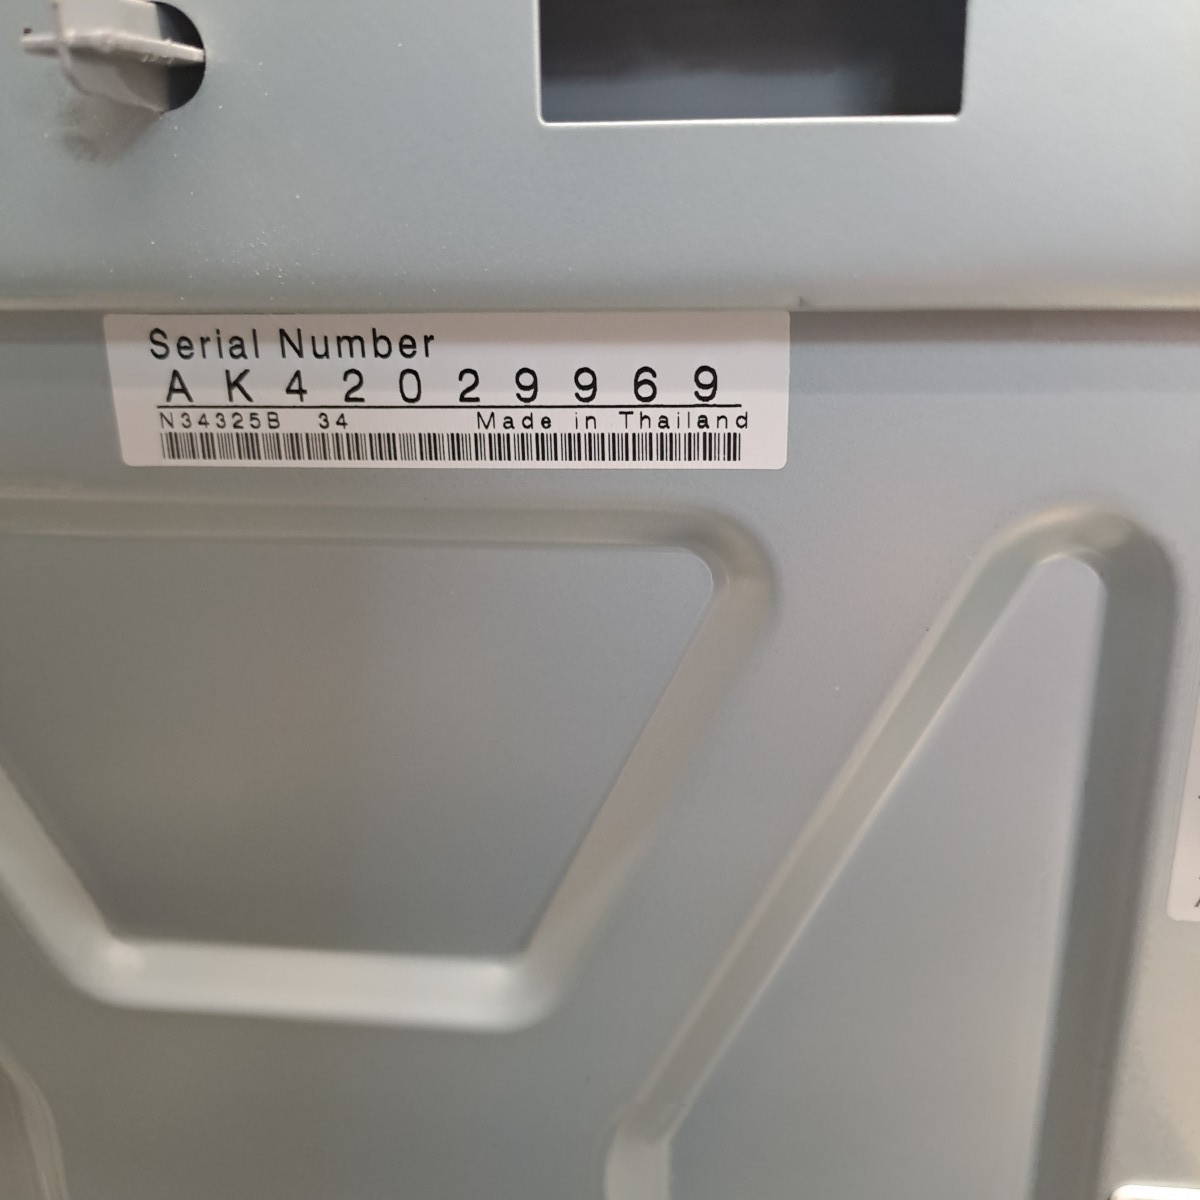 Serial Number
AK42029969
N34325B 34 Made in Thailand